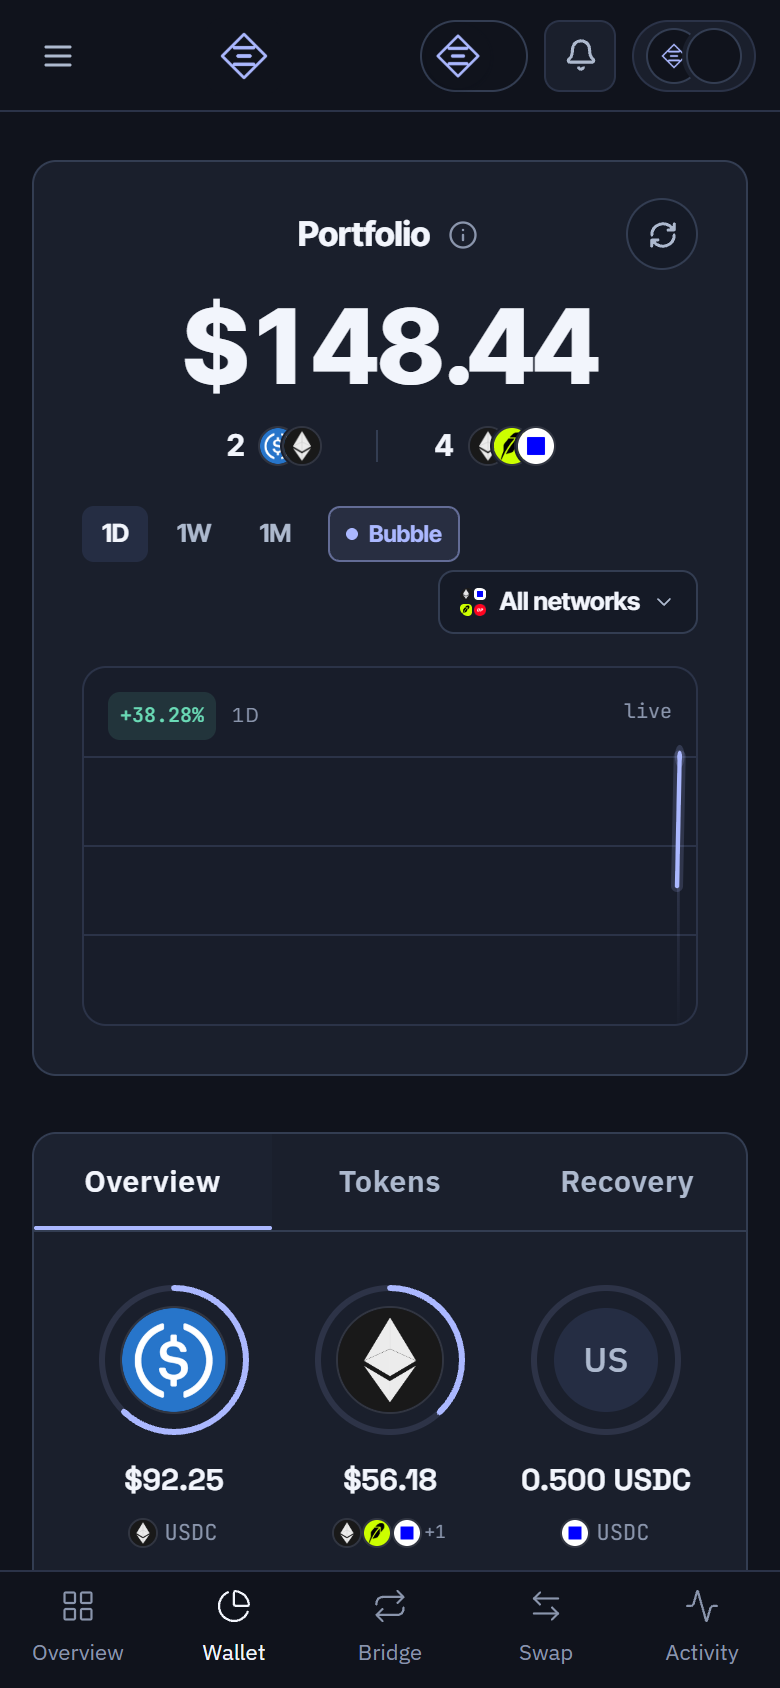 Portfolio
$148.44
2 4
1D 1W 1M Bubble
All networks
+38.28% 1D live
Overview Tokens Recovery
US
$92.25 $56.18 0.500 USDC
USDC +1 USDC
Overview Wallet Bridge Swap Activity